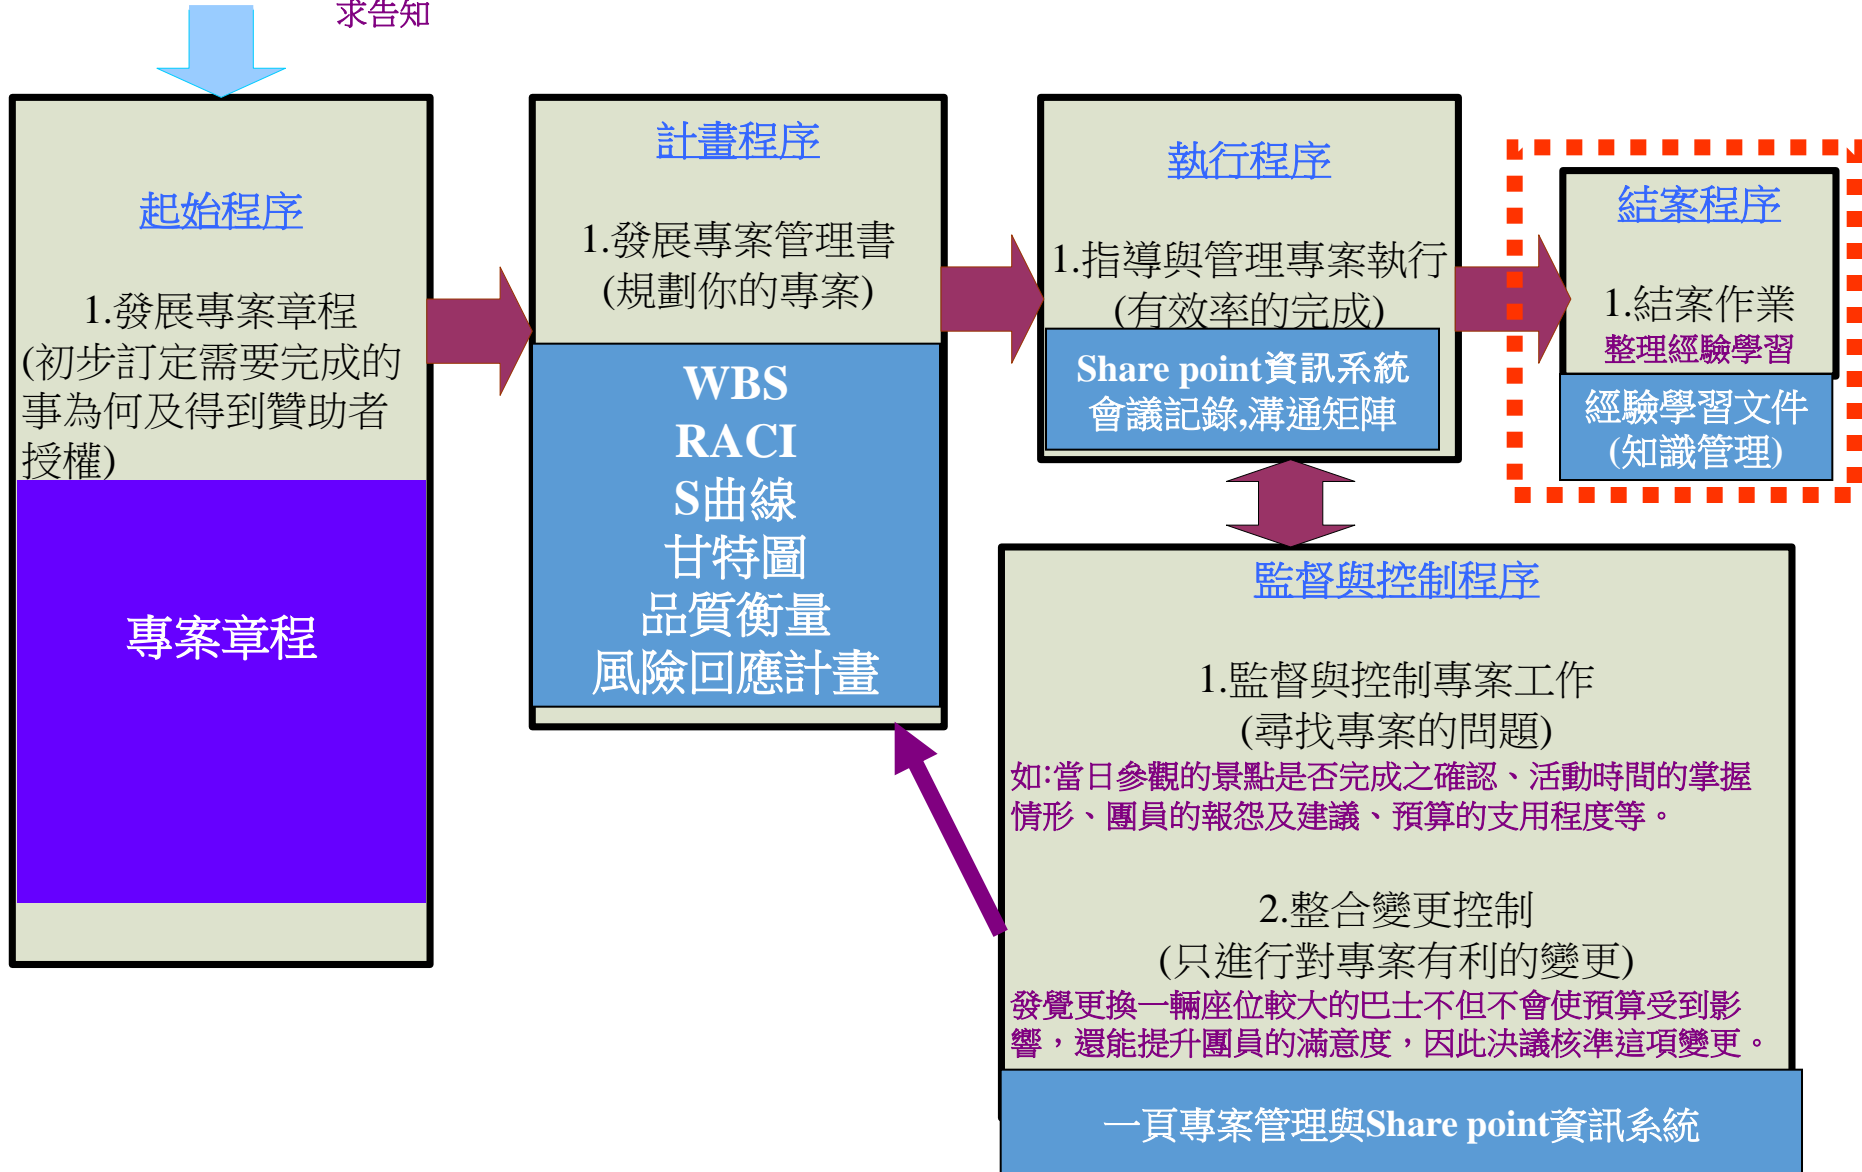 求告知
起始程序
1.發展專案章程
(初步訂定需要完成的
事為何及得到贊助者
授權)
專案章程
計畫程序
1.發展專案管理書
(規劃你的專案)
WBS
RACI
S曲線
甘特圖
品質衡量
風險回應計畫
執行程序
1.指導與管理專案執行
(有效率的完成)
Share point資訊系統
會議記錄,溝通矩陣
結案程序
1.結案作業
整理經驗學習
經驗學習文件
(知識管理)
監督與控制程序
1.監督與控制專案工作
(尋找專案的問題)
如:當日參觀的景點是否完成之確認、活動時間的掌握
情形、團員的報怨及建議、預算的支用程度等。
2.整合變更控制
(只進行對專案有利的變更)
發覺更換一輛座位較大的巴士不但不會使預算受到影
響，還能提升團員的滿意度，因此決議核準這項變更。
一頁專案管理與Share point資訊系統